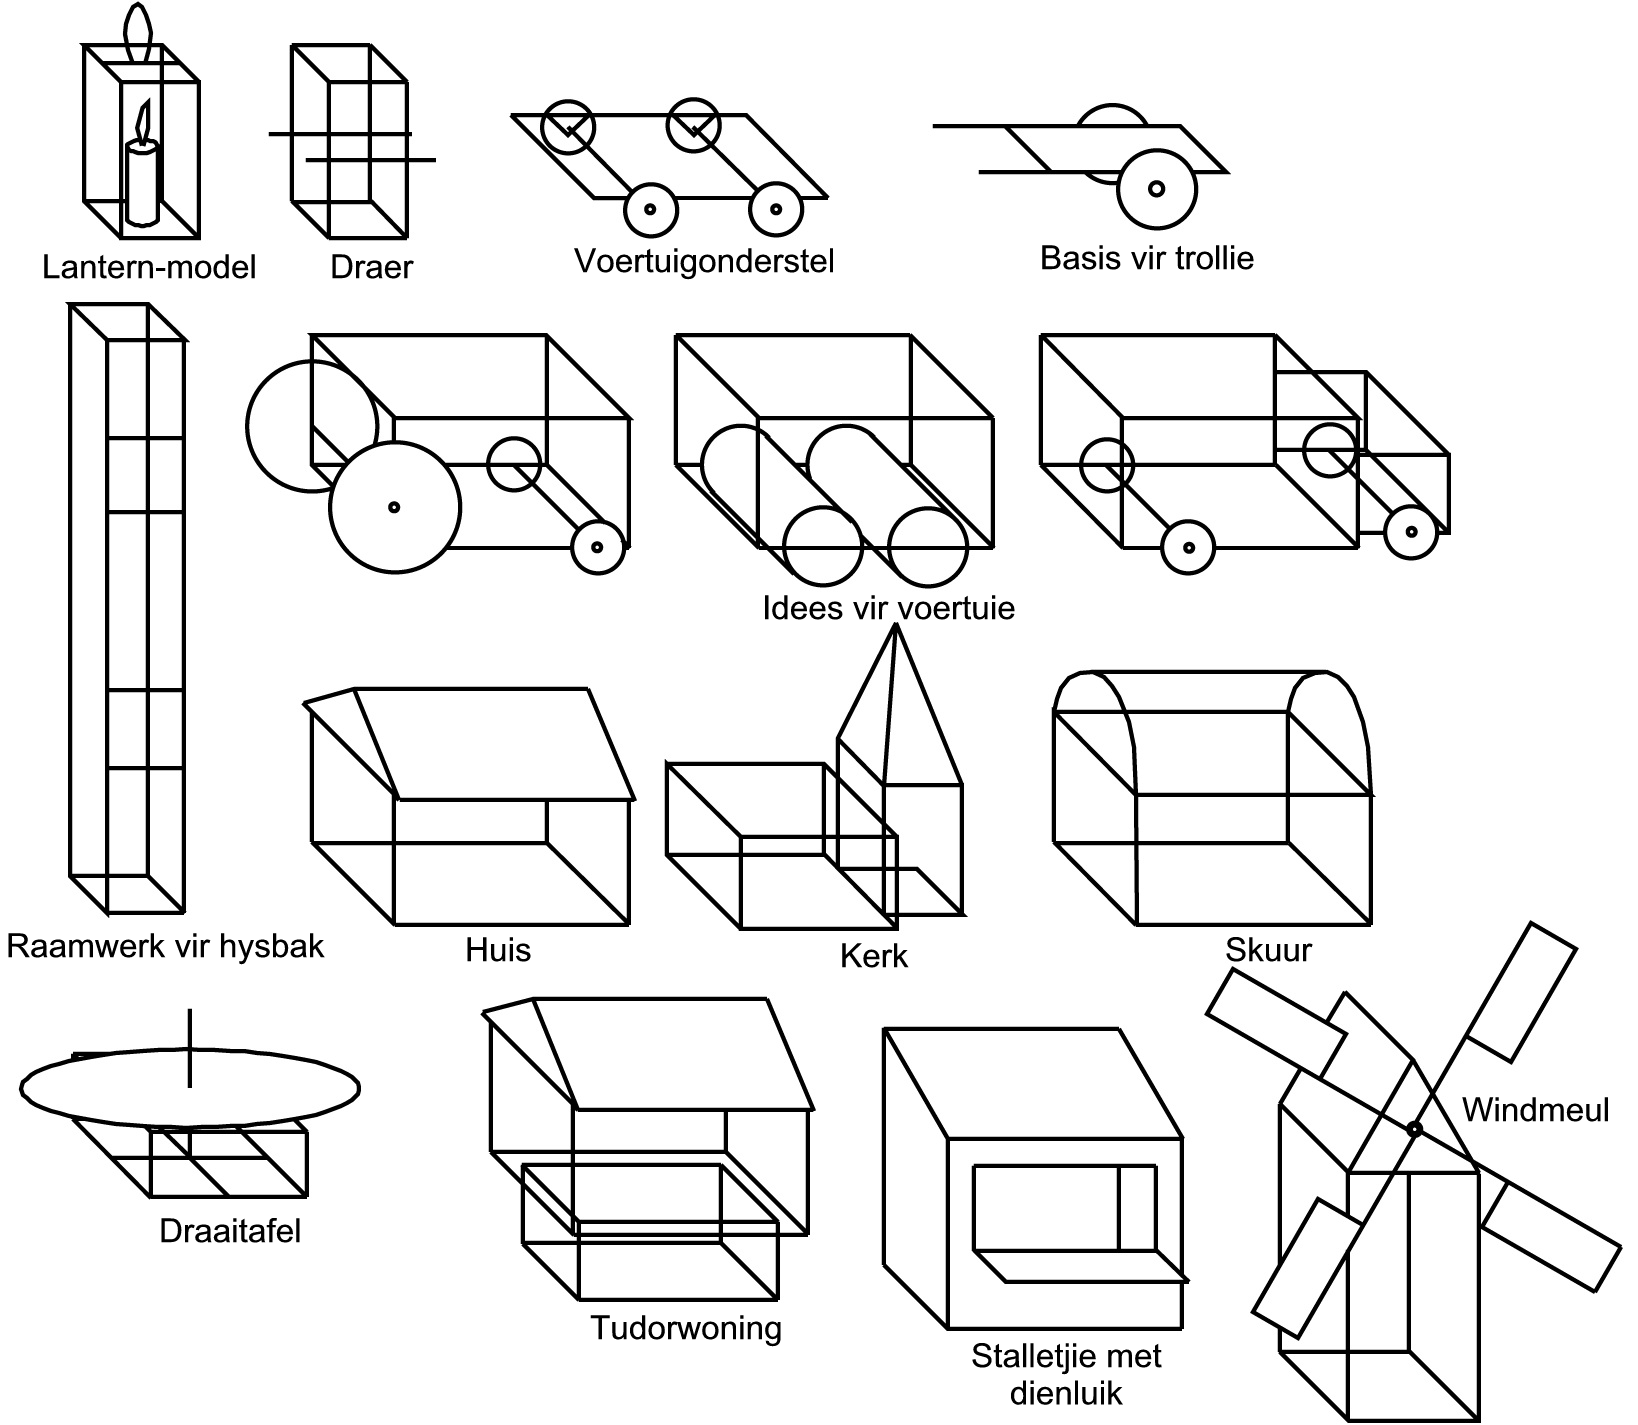 Lantern-model
Draer
Voertuigonderstel
Basis vir trollie
Idees vir voertuie
Raamwerk vir hysbak
Huis
Kerk
Skuur
Draaitafel
Tudorwoning
Stalletjie met
dienluik
Windmeul